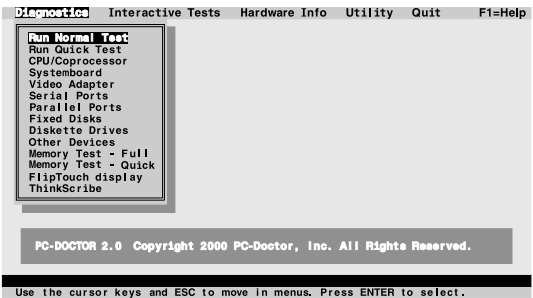 Diagnostics Interactive Tests Hardware Info Utility Quit F1=Help
Run Normal Test
Run Quick Test
CPU/Coprocessor
Systemboard
Video Adapter
Serial Ports
Parallel Ports
Fixed Disks
Diskette Drives
Other Devices
Memory Test - Full
Memory Test - Quick
FlipTouch display
ThinkScribe
PC-DOCTOR 2.0 Copyright 2000 PC-Doctor, Inc. All Rights Reserved.
Use the cursor keys and ESC to move in menus. Press ENTER to select.